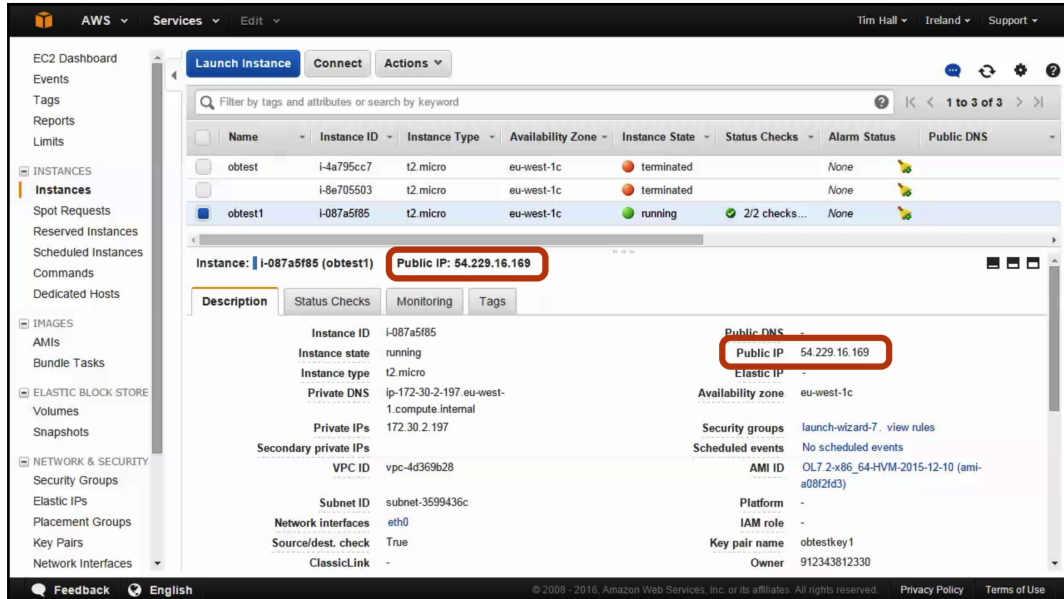 AWS Services Edit Tim Hall Ireland Support
EC2 Dashboard
Events
Tags
Reports
Limits
INSTANCES
Instances
Spot Requests
Reserved Instances
Scheduled Instances
Commands
Dedicated Hosts
IMAGES
AMIs
Bundle Tasks
ELASTIC BLOCK STORE
Volumes
Snapshots
NETWORK & SECURITY
Security Groups
Elastic IPs
Placement Groups
Key Pairs
Network Interfaces
Launch Instance Connect Actions
Filter by tags and attributes or search by keyword 1 to 3 of 3
Name Instance ID Instance Type Availability Zone Instance State Status Checks Alarm Status Public DNS
obtest i-4a795cc7 t2.micro eu-west-1c terminated None
i-8e705503 t2.micro eu-west-1c terminated None
obtest1 i-087a5f85 t2.micro eu-west-1c running 2/2 checks... None
Instance: i-087a5f85 (obtest1) Public IP: 54.229.16.169
Description Status Checks Monitoring Tags
Instance ID i-087a5f85
Instance state running
Instance type t2.micro
Private DNS ip-172-30-2-197.eu-west-
1.compute.internal
Private IPs 172.30.2.197
Secondary private IPs
VPC ID vpc-4d369b28
Subnet ID subnet-3599436c
Network interfaces eth0
Source/dest. check True
ClassicLink -
Public DNS -
Public IP 54.229.16.169
Elastic IP -
Availability zone eu-west-1c
Security groups launch-wizard-7. view rules
Scheduled events No scheduled events
AMI ID OL7.2-x86_64-HVM-2015-12-10 (ami-
a08f2fd3)
Platform -
IAM role -
Key pair name obtestkey1
Owner 912343812330
Feedback English © 2008 - 2016, Amazon Web Services, Inc. or its affiliates. All rights reserved. Privacy Policy Terms of Use